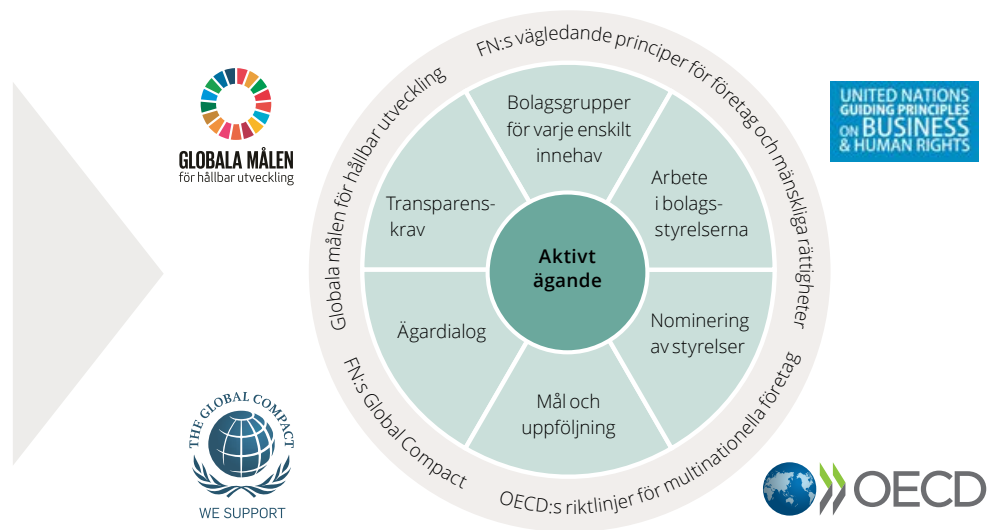 GLOBALA MÅLEN
för hållbar utveckling
FN:s vägledande principer för företag och mänskliga rättigheter
UNITED NATIONS
GUIDING PRINCIPLES
ON BUSINESS
& HUMAN RIGHTS
Globala målen för hållbar utveckling
Bolagsgrupper
för varje enskilt
innehav
Arbete
i bolags-
styrelserna
Transparens-
krav
Aktivt
ägande
Nominering
av styrelser
Ägardialog
Mål och
uppföljning
FN:s Global Compact
OECD:s riktlinjer för multinationella företag
THE GLOBAL COMPACT
WE SUPPORT
OECD